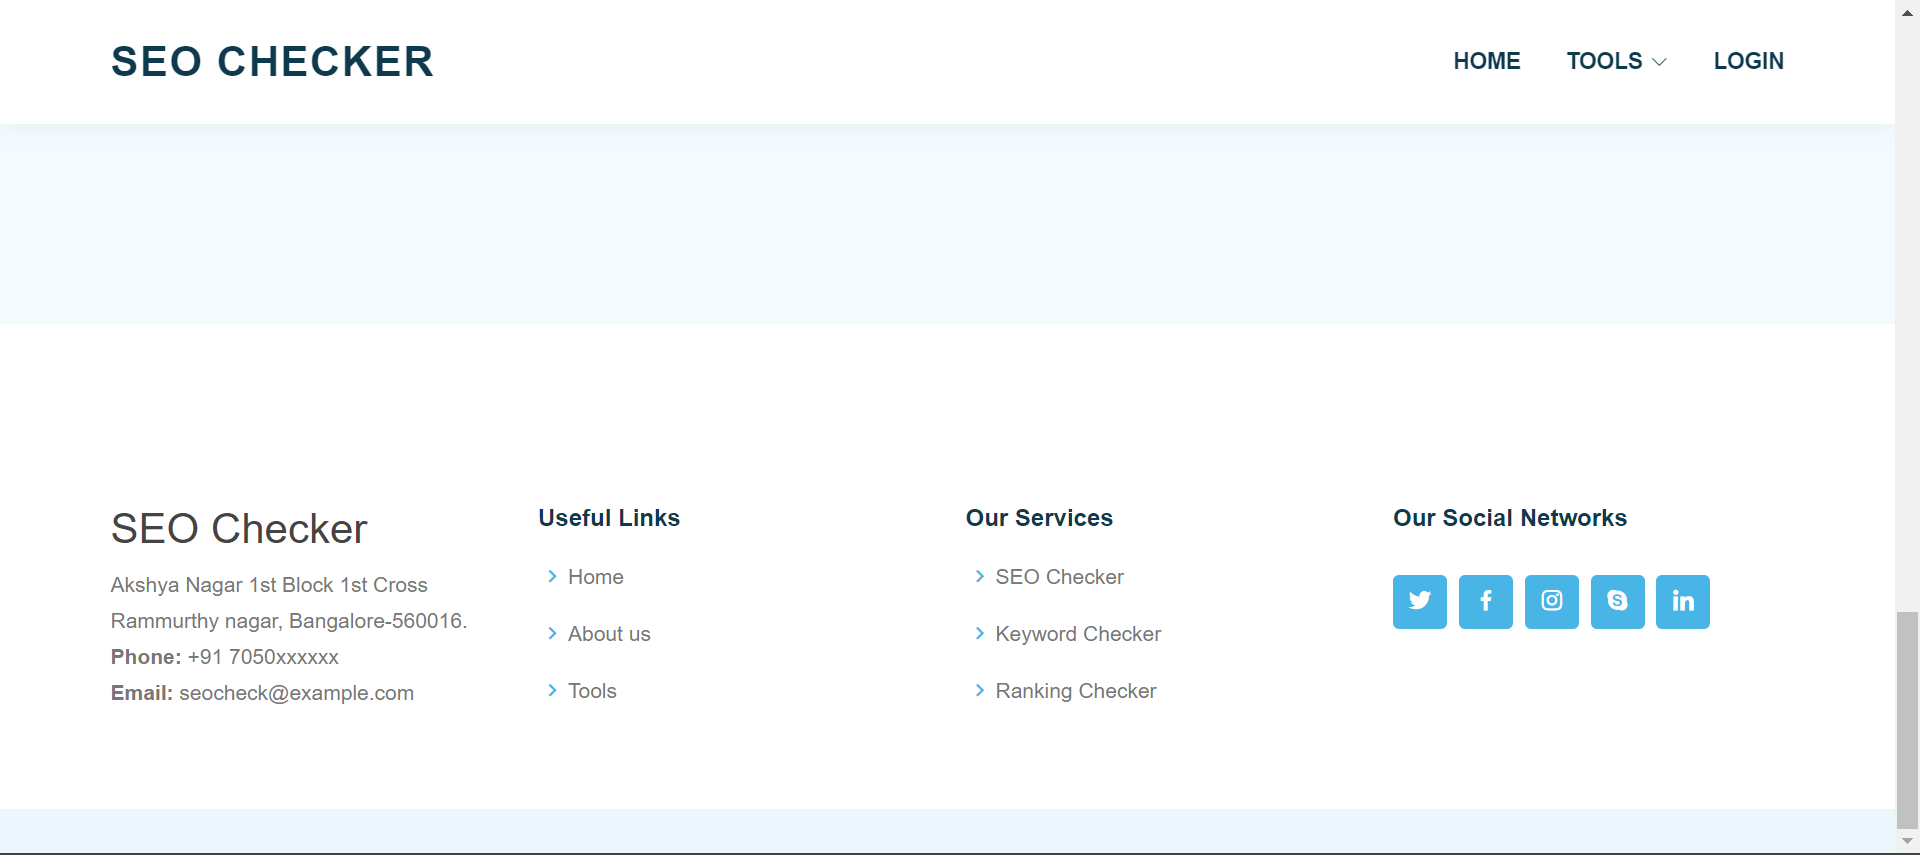 SEO CHECKER
HOME
TOOLS
LOGIN
SEO Checker
Akshya Nagar 1st Block 1st Cross
Rammurthy nagar, Bangalore-560016.
Phone: +91 7050xxxxxx
Email: seocheck@example.com
Useful Links
Home
About us
Tools
Our Services
SEO Checker
Keyword Checker
Ranking Checker
Our Social Networks